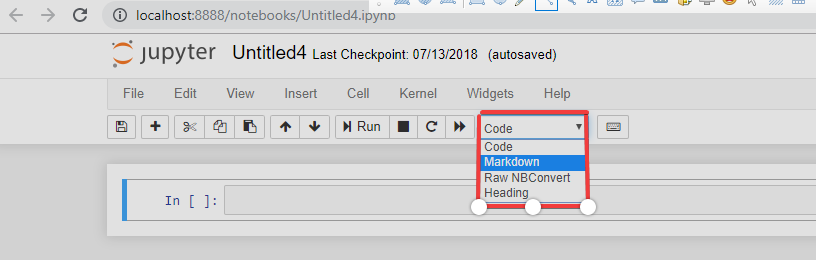 localhost:8888/notebooks/Untitled4.ipynb
jupyter Untitled4 Last Checkpoint: 07/13/2018 (autosaved)
File Edit View Insert Cell Kernel Widgets Help
Run Code
Code
Markdown
Raw NBConvert
Heading
In [ ]: